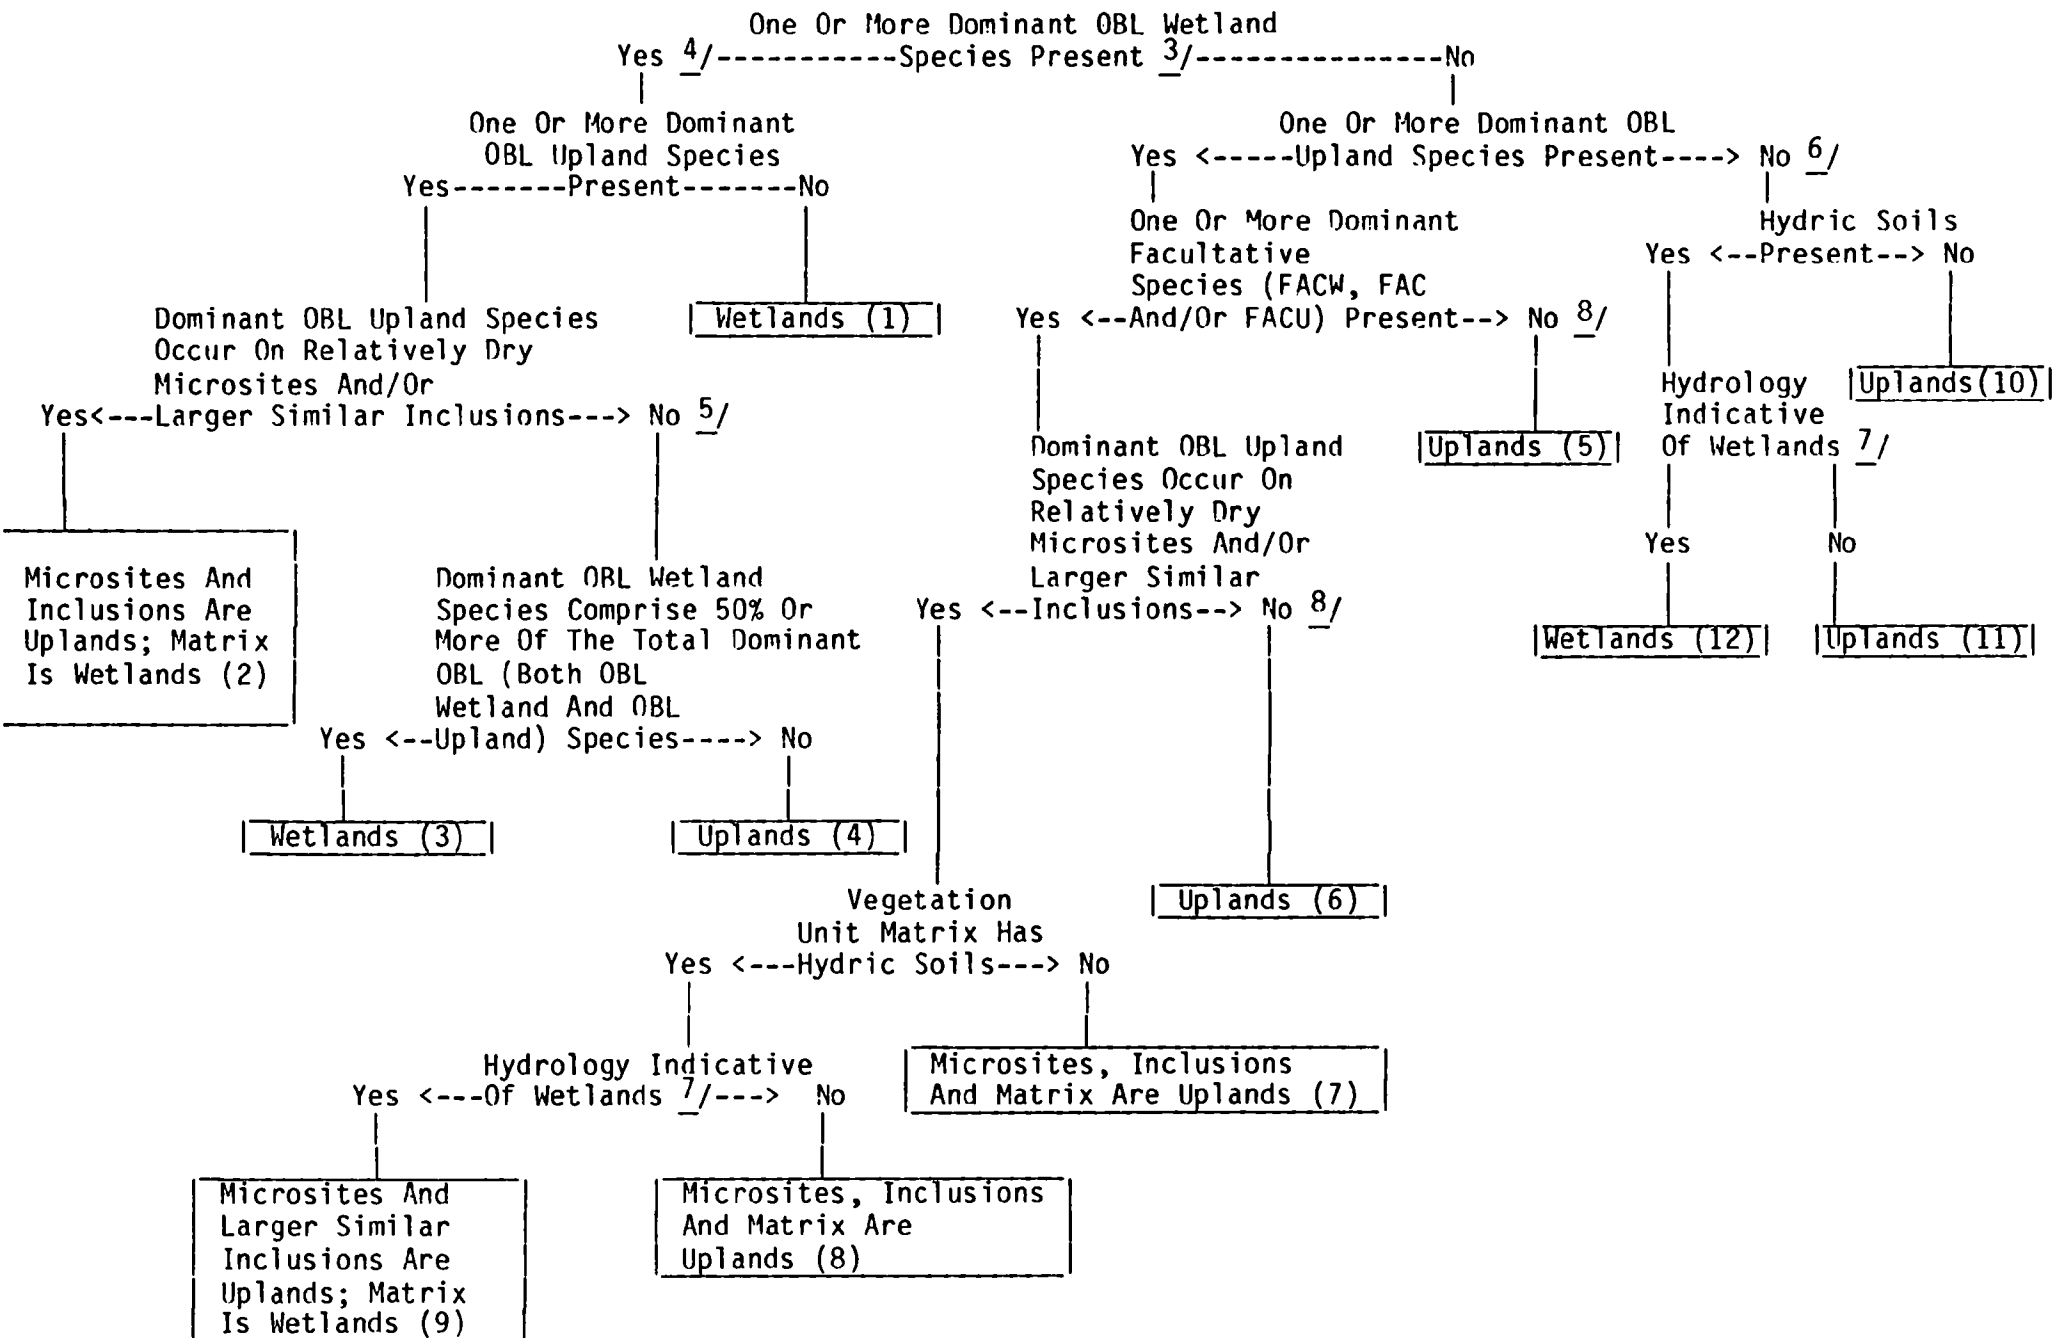 One Or More Dominant OBL Wetland
Yes 4/-----------Species Present 3/---------------No
One Or More Dominant
OBL Upland Species
Yes-------Present-------No
One Or More Dominant OBL
Yes <-----Upland Species Present----> No 6/
One Or More Dominant
Facultative
Species (FACW, FAC
Yes <--And/Or FACU) Present--> No 8/
Hydric Soils
Yes <--Present--> No
Dominant OBL Upland Species
Occur On Relatively Dry
Microsites And/Or
Yes<---Larger Similar Inclusions---> No 5/
Wetlands (1)
Uplands (5)
Hydrology
Indicative
Of Wetlands 7/
Uplands(10)
Dominant OBL Upland
Species Occur On
Relatively Dry
Microsites And/Or
Larger Similar
Yes <--Inclusions--> No 8/
Yes No
Wetlands (12)
Uplands (11)
Microsites And
Inclusions Are
Uplands; Matrix
Is Wetlands (2)
Dominant OBL Wetland
Species Comprise 50% Or
More Of The Total Dominant
OBL (Both OBL
Wetland And OBL
Yes <--Upland) Species----> No
Wetlands (3)
Uplands (4)
Uplands (6)
Vegetation
Unit Matrix Has
Yes <---Hydric Soils---> No
Hydrology Indicative
Yes <---Of Wetlands 7/---> No
Microsites, Inclusions
And Matrix Are Uplands (7)
Microsites And
Larger Similar
Inclusions Are
Uplands; Matrix
Is Wetlands (9)
Microsites, Inclusions
And Matrix Are
Uplands (8)